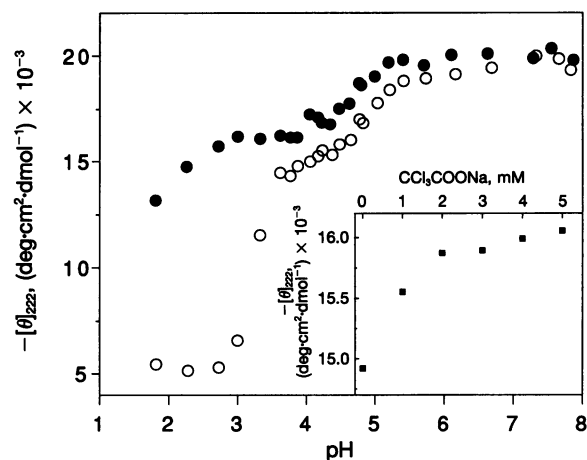 −[θ]₂₂₂, (deg·cm²·dmol⁻¹) × 10⁻³
20
15
10
5
1 2 3 4 5 6 7 8
pH
CCl₃COONa, mM
0 1 2 3 4 5
−[θ]₂₂₂,
(deg·cm²·dmol⁻¹) × 10⁻³
16.0
15.5
15.0